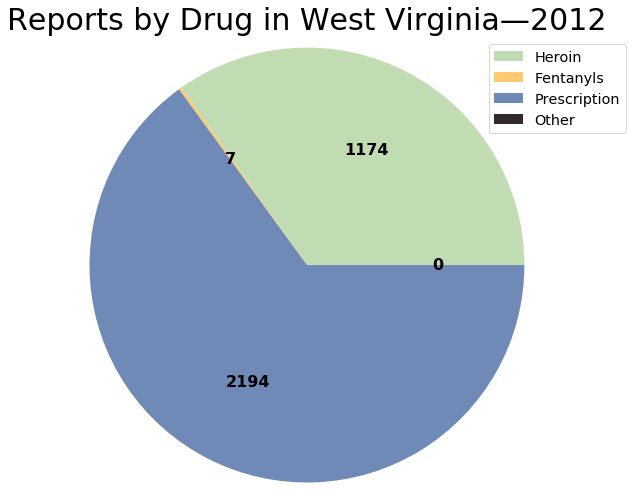 Reports by Drug in West Virginia—2012
Heroin
Fentanyls
Prescription
Other
1174
7
0
2194